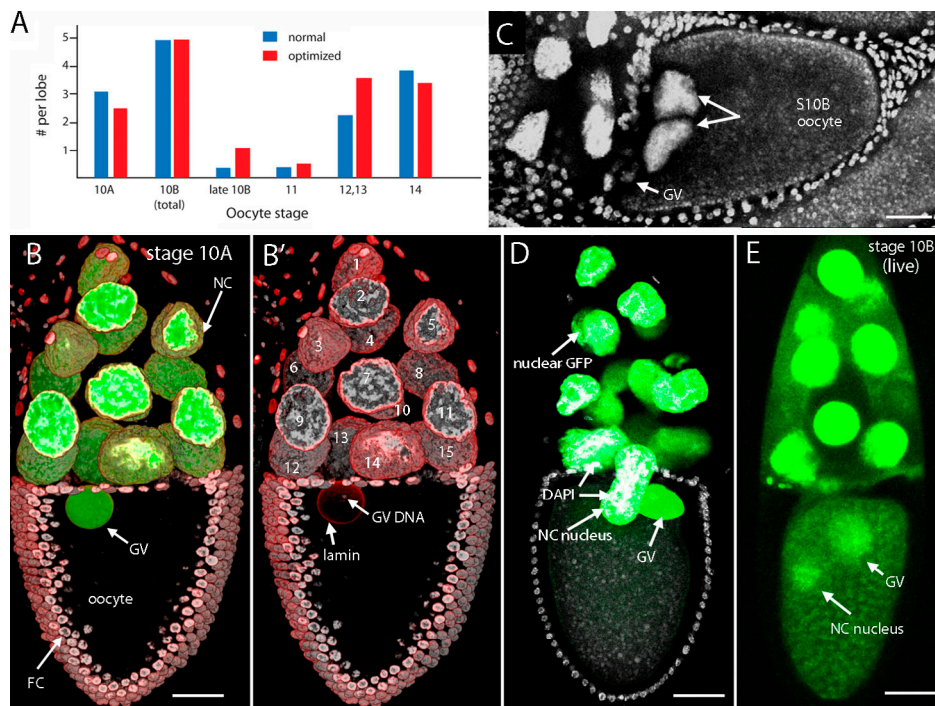 A
5
4
3
2
1
# per lobe
normal
optimized
10A
10B
(total)
late 10B
11
12,13
14
Oocyte stage
C
S10B
oocyte
GV
B
stage 10A
NC
GV
oocyte
FC
B′
1
2
3
4
5
6
7
8
9
10
11
12
13
14
15
GV DNA
lamin
D
nuclear GFP
DAPI
NC nucleus
GV
E
stage 10B
(live)
GV
NC nucleus